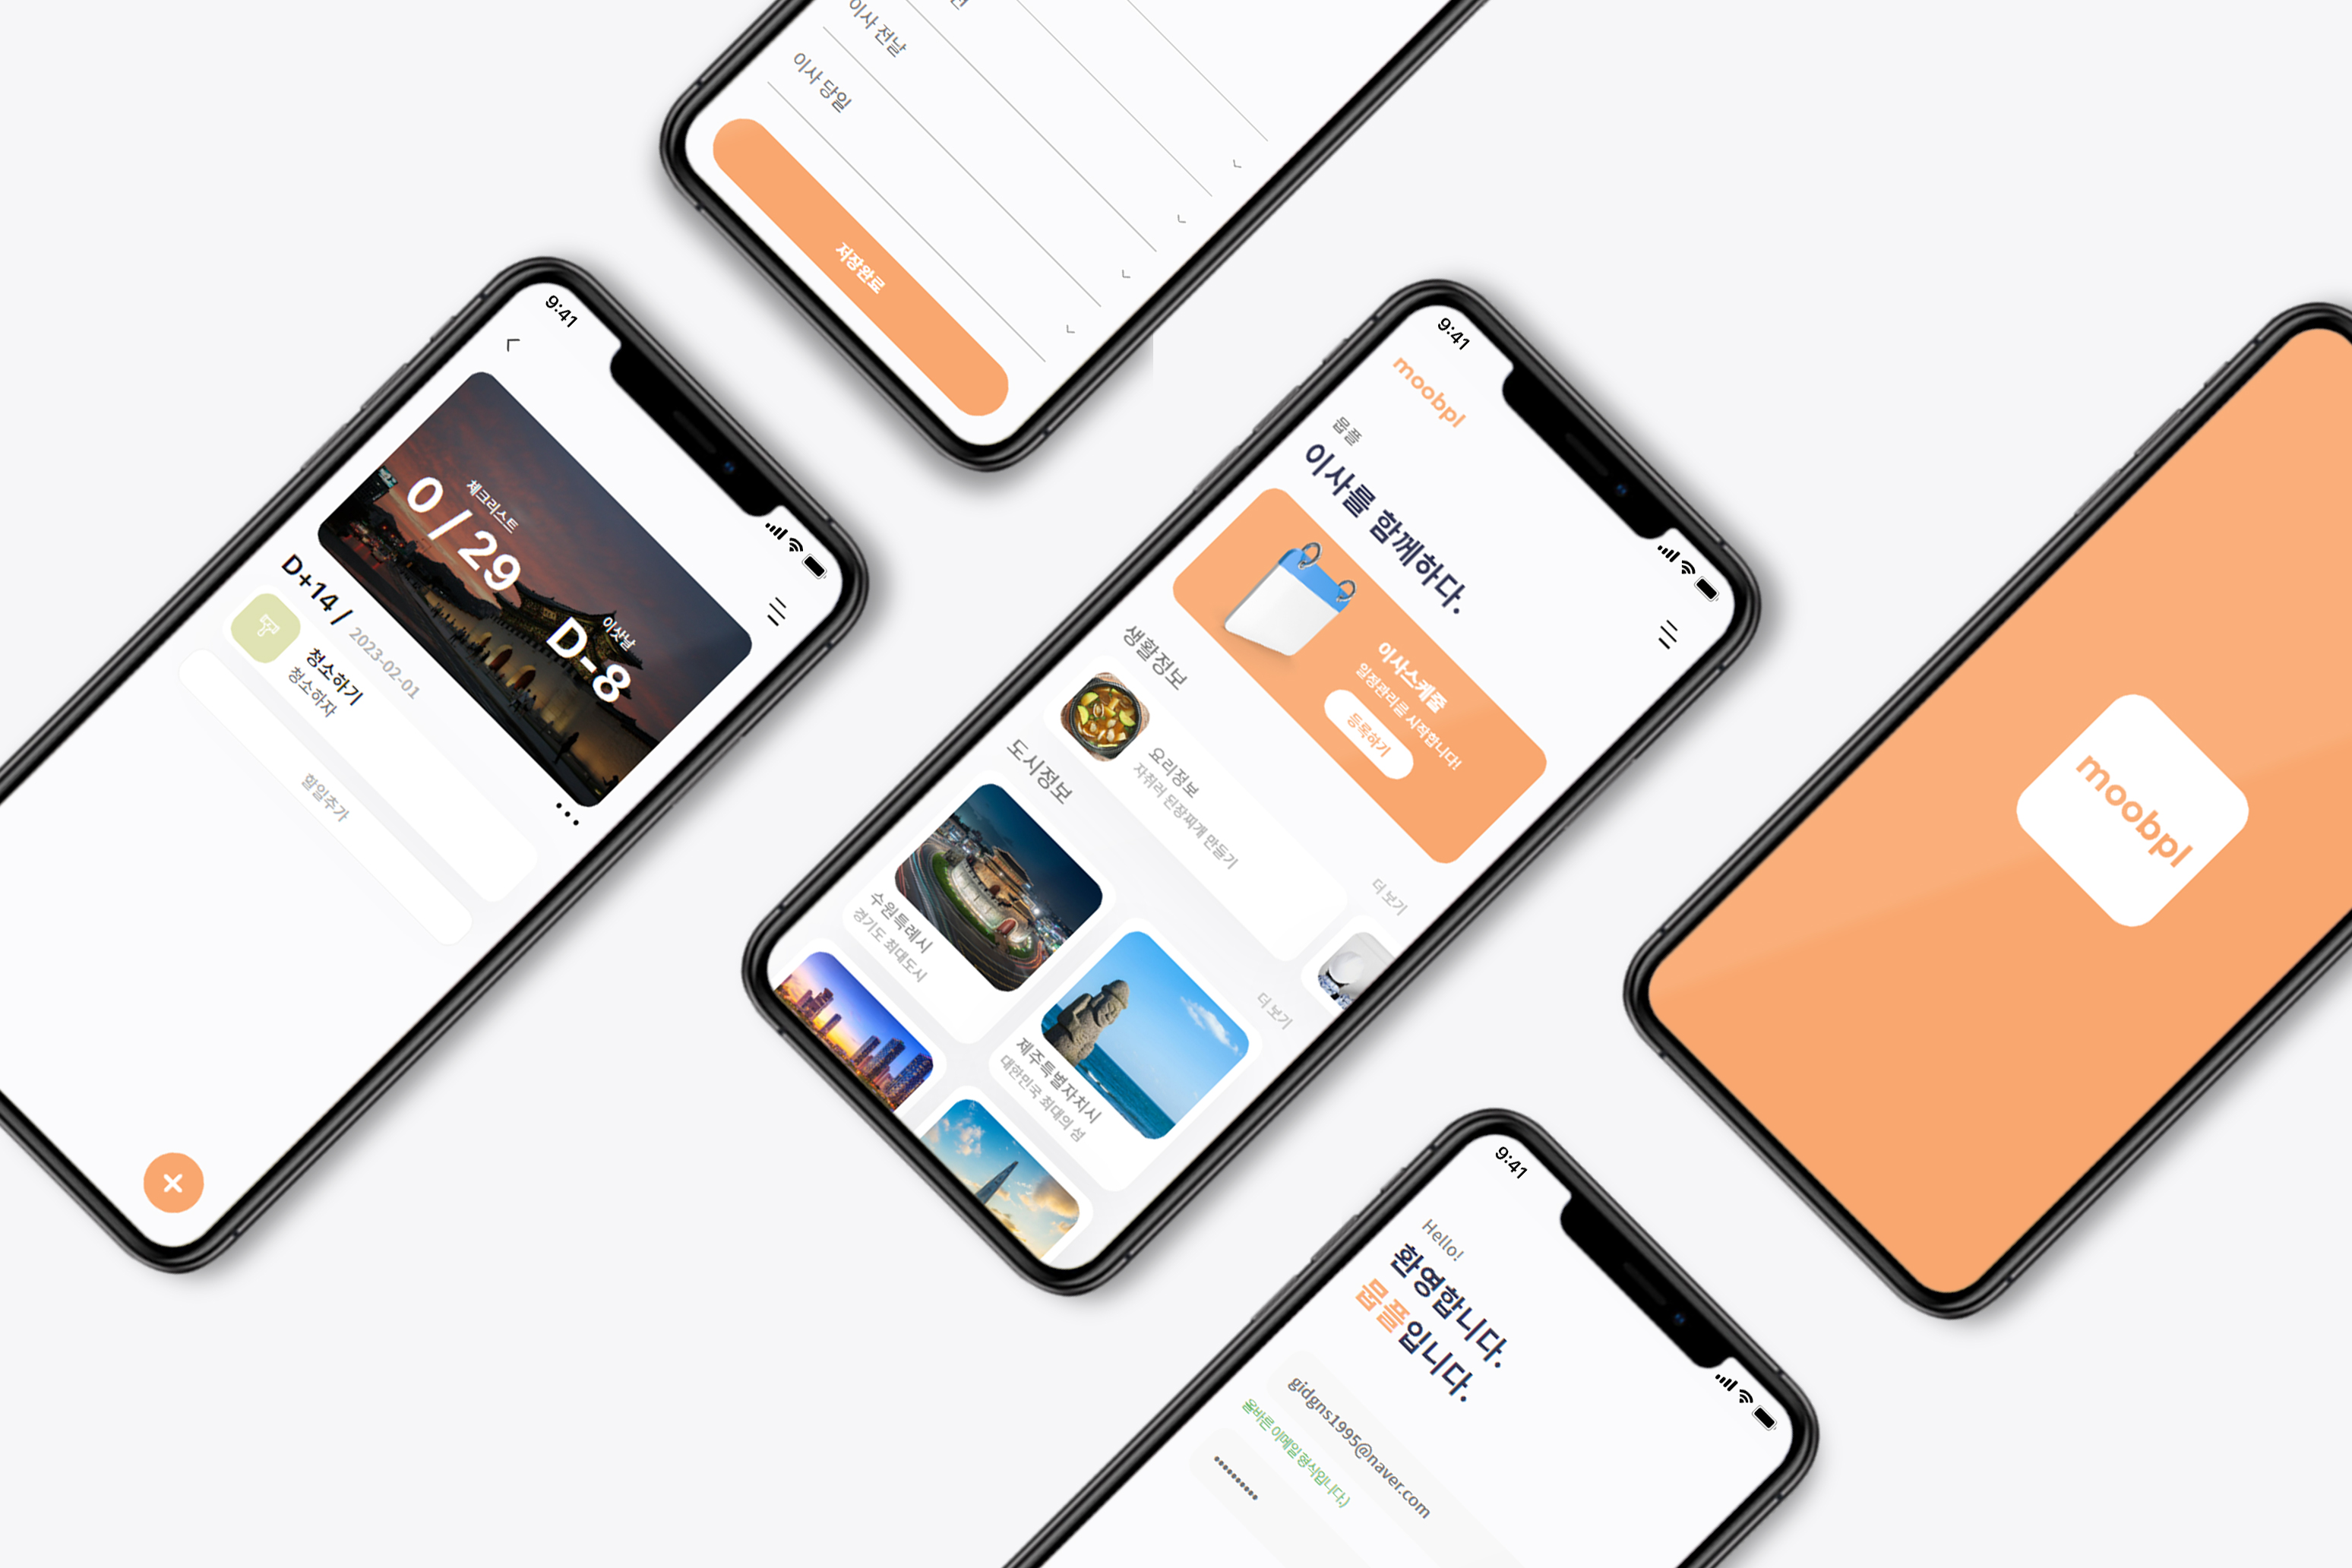 이사 전날
이사 당일
저장완료
9:41
체크리스트
0 / 29
이삿날
D-8
D+14 / 2023-02-01
청소하기
청소하자
할일추가
9:41
moobpl
뭅플
이사를 함께하다.
이사스케줄
일정관리를 시작합니다!
등록하기
생활정보
더 보기
요리정보
자취러 된장찌개 만들기
도시정보
더 보기
수원특례시
경기도 최대도시
제주특별자치시
대한민국 최대의 섬
moobpl
9:41
Hello!
환영합니다.
뭅플입니다.
gidgns1995@naver.com
올바른 이메일 형식입니다.)